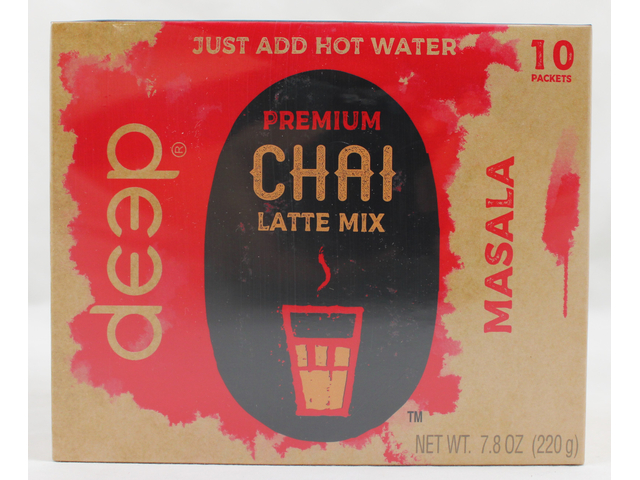 JUST ADD HOT WATER
10
PACKETS
deep®
PREMIUM
CHAI
LATTE MIX
MASALA
TM
NET WT. 7.8 OZ (220 g)